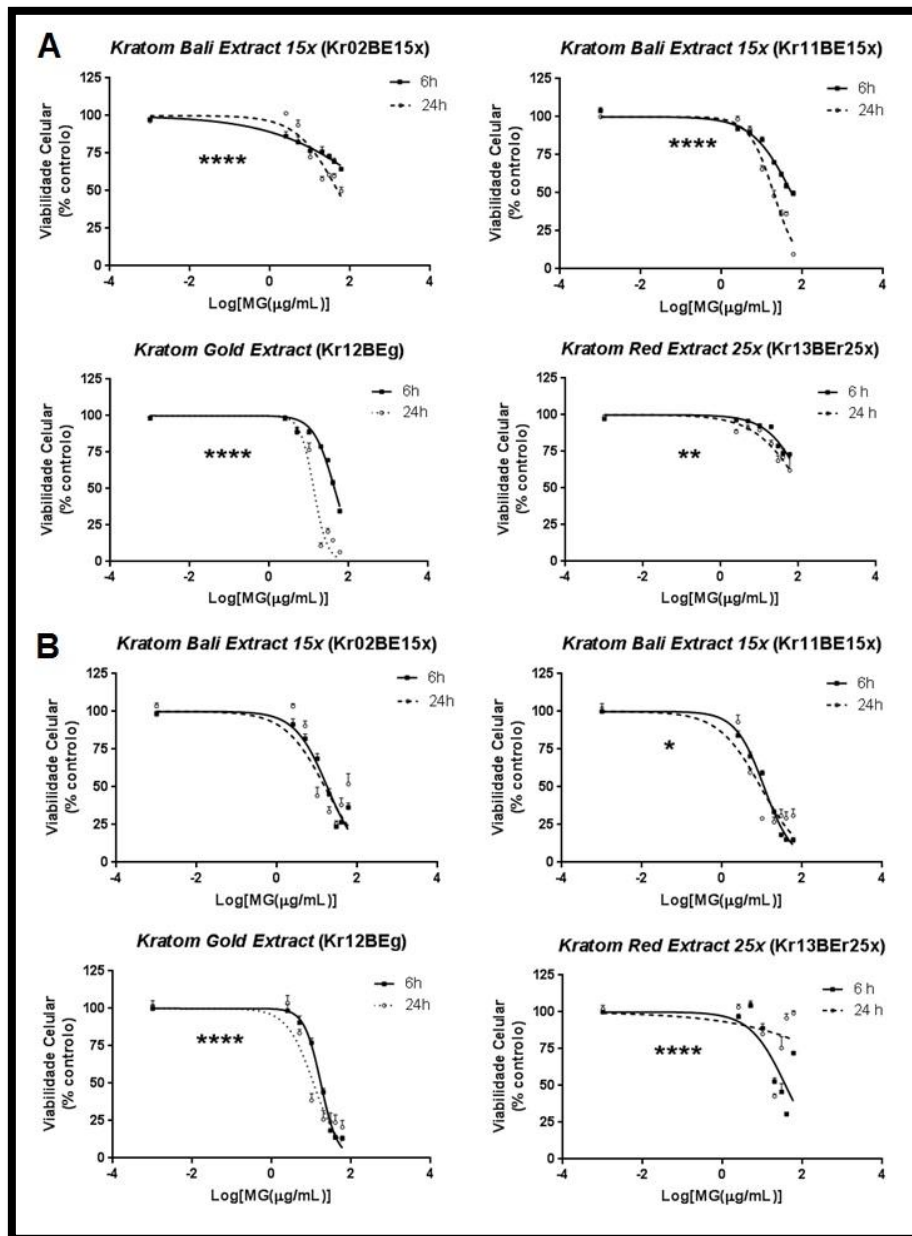 A
Kratom Bali Extract 15x (Kr02BE15x)
6h
24h
Viabilidade Celular
(% controlo)
125
100
75
50
25
0
****
-4 -2 0 2 4
Log[MG(µg/mL)]
Kratom Bali Extract 15x (Kr11BE15x)
6h
24h
Viabilidade Celular
(% controlo)
125
100
75
50
25
0
****
-4 -2 0 2 4
Log[MG(µg/mL)]
Kratom Gold Extract (Kr12BEg)
6h
24h
Viabilidade Celular
(% controlo)
125
100
75
50
25
0
****
-4 -2 0 2 4
Log[MG(µg/mL)]
Kratom Red Extract 25x (Kr13BEr25x)
6 h
24 h
Viabilidade Celular
(% controlo)
125
100
75
50
25
0
**
-4 -2 0 2 4
Log[MG(µg/mL)]
B
Kratom Bali Extract 15x (Kr02BE15x)
6h
24h
Viabilidade Celular
(% controlo)
125
100
75
50
25
0
-4 -2 0 2 4
Log[MG(µg/mL)]
Kratom Bali Extract 15x (Kr11BE15x)
6h
24h
Viabilidade Celular
(% controlo)
125
100
75
50
25
0
*
-4 -2 0 2 4
Log[MG(µg/mL)]
Kratom Gold Extract (Kr12BEg)
6h
24h
Viabilidade Celular
(% controlo)
125
100
75
50
25
0
****
-4 -2 0 2 4
Log[MG(µg/mL)]
Kratom Red Extract 25x (Kr13BEr25x)
6 h
24 h
Viabilidade Celular
(% controlo)
125
100
75
50
25
0
****
-4 -2 0 2 4
Log[MG(µg/mL)]